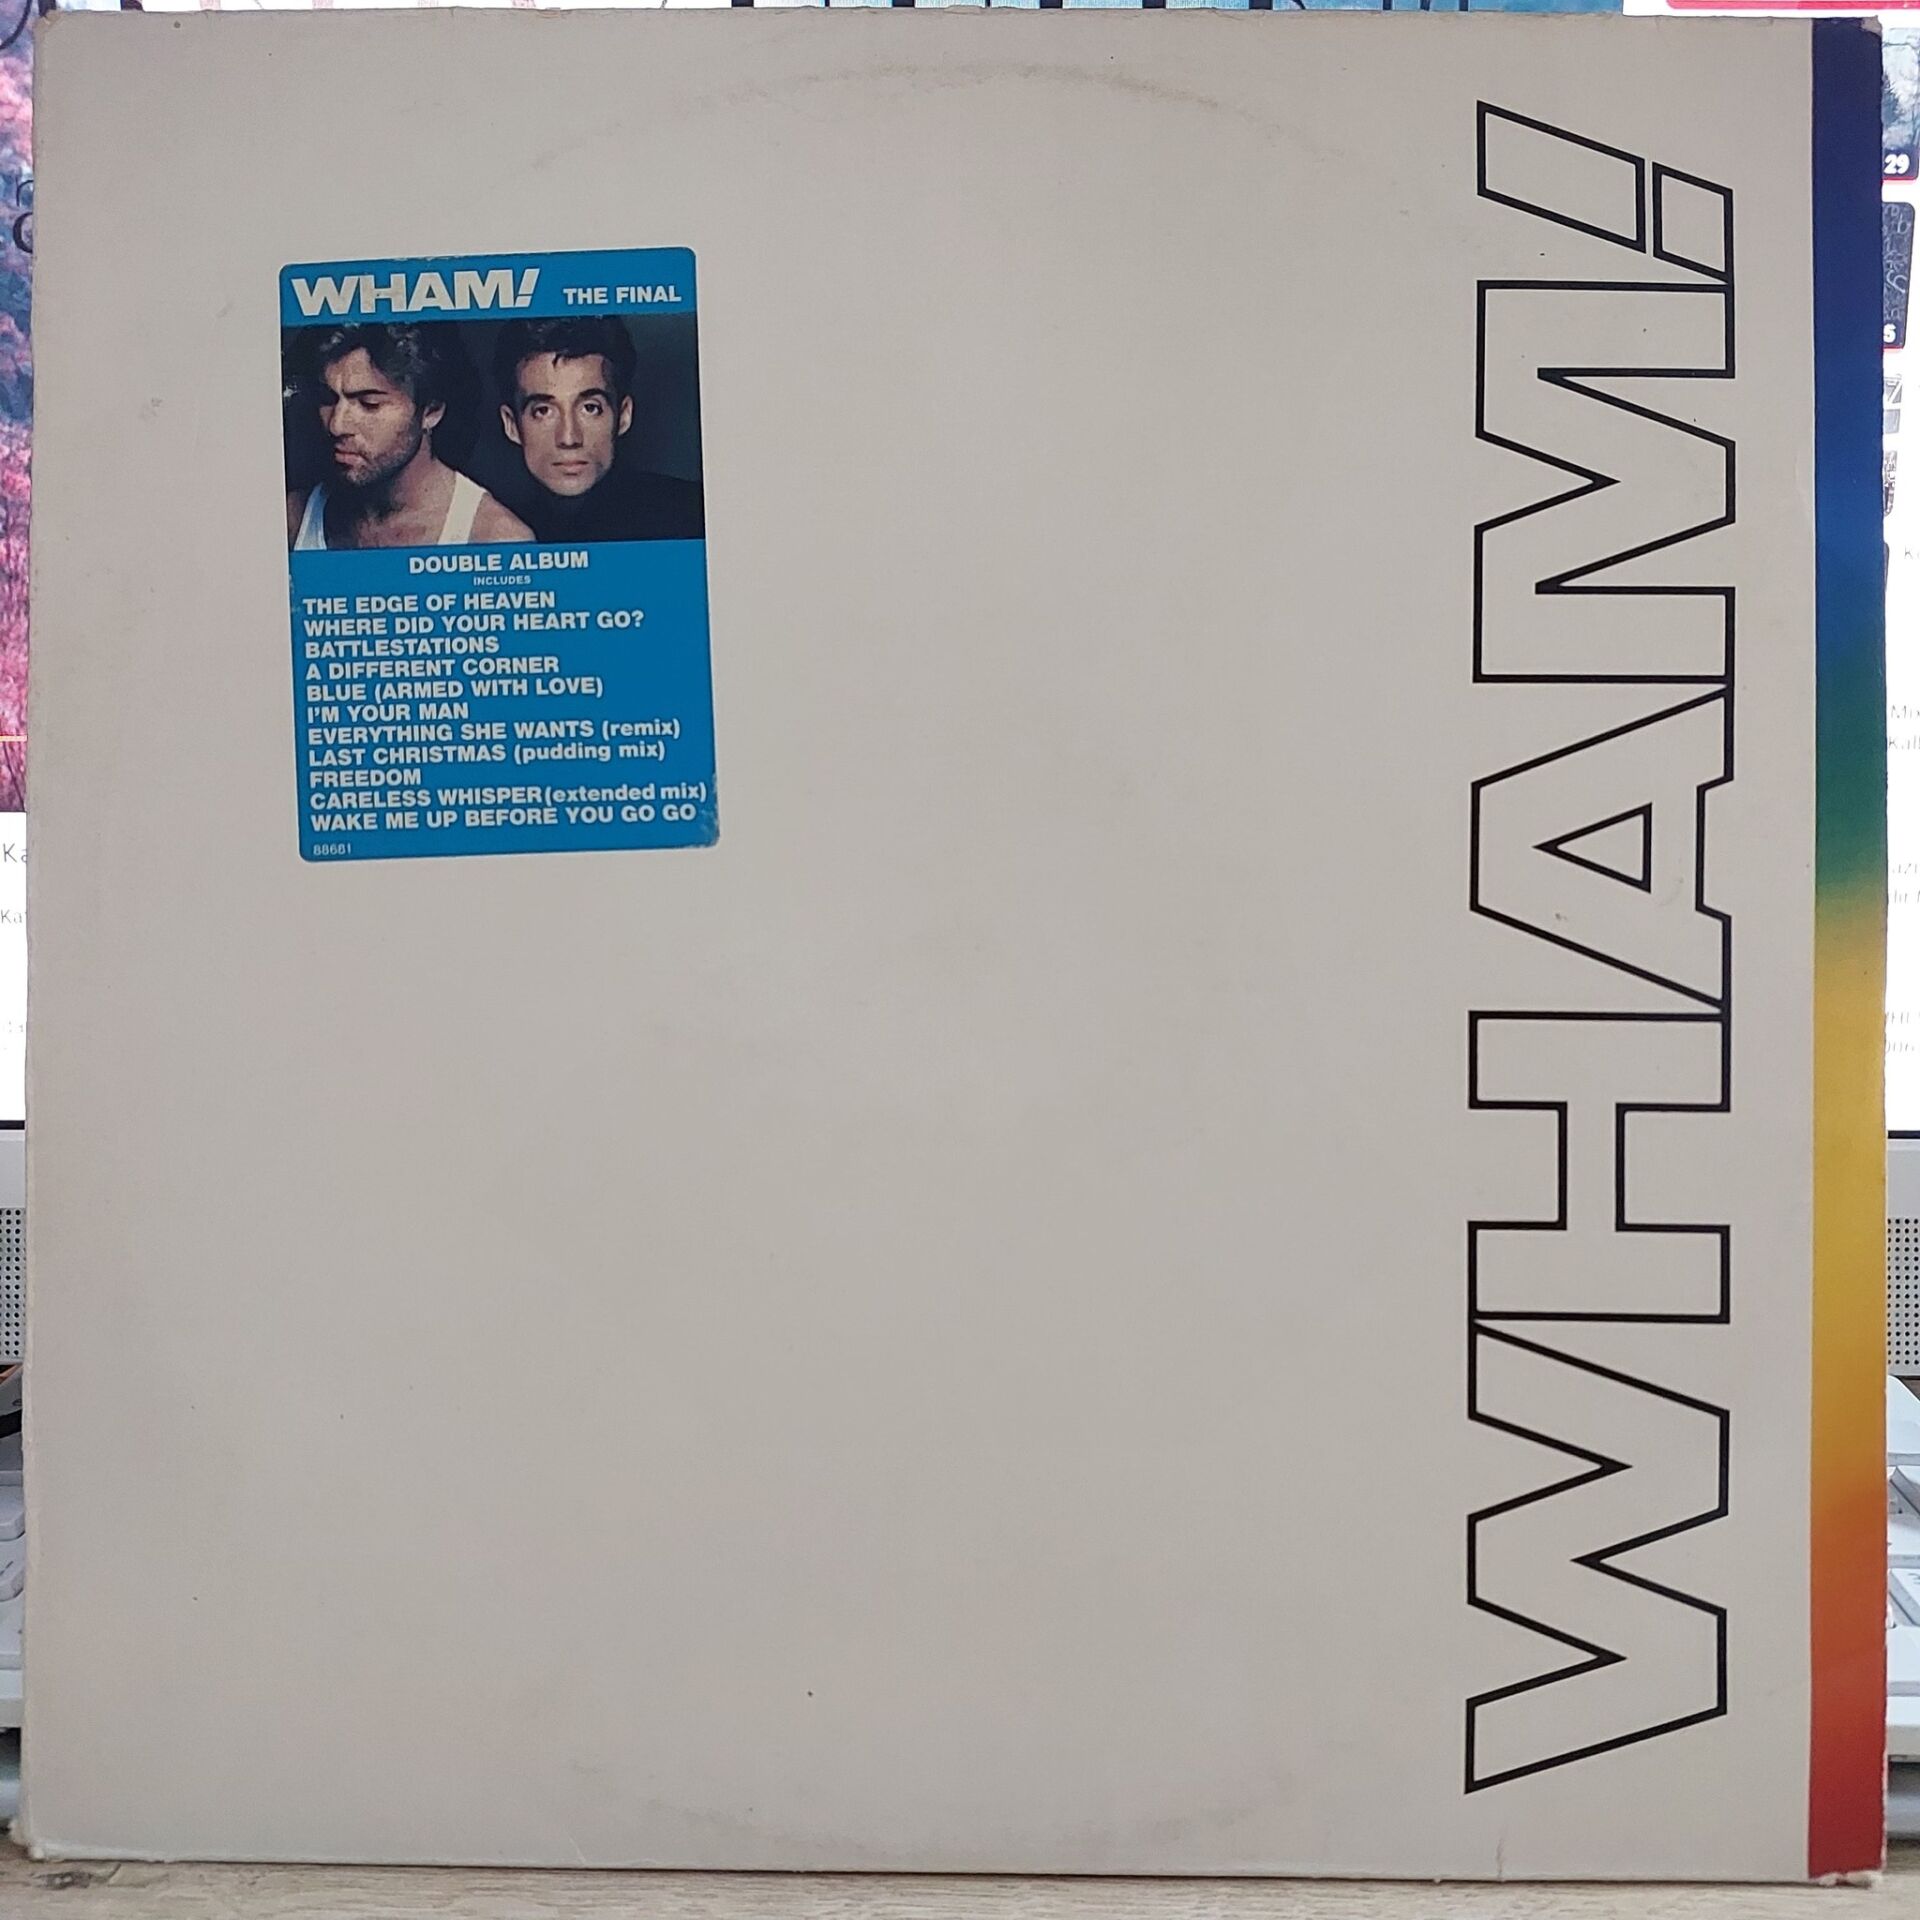 WHAM! THE FINAL
DOUBLE ALBUM
INCLUDES
THE EDGE OF HEAVEN
WHERE DID YOUR HEART GO?
BATTLESTATIONS
A DIFFERENT CORNER
BLUE (ARMED WITH LOVE)
I'M YOUR MAN
EVERYTHING SHE WANTS (remix)
LAST CHRISTMAS (pudding mix)
FREEDOM
CARELESS WHISPER (extended mix)
WAKE ME UP BEFORE YOU GO GO
88681
WHAM!
29